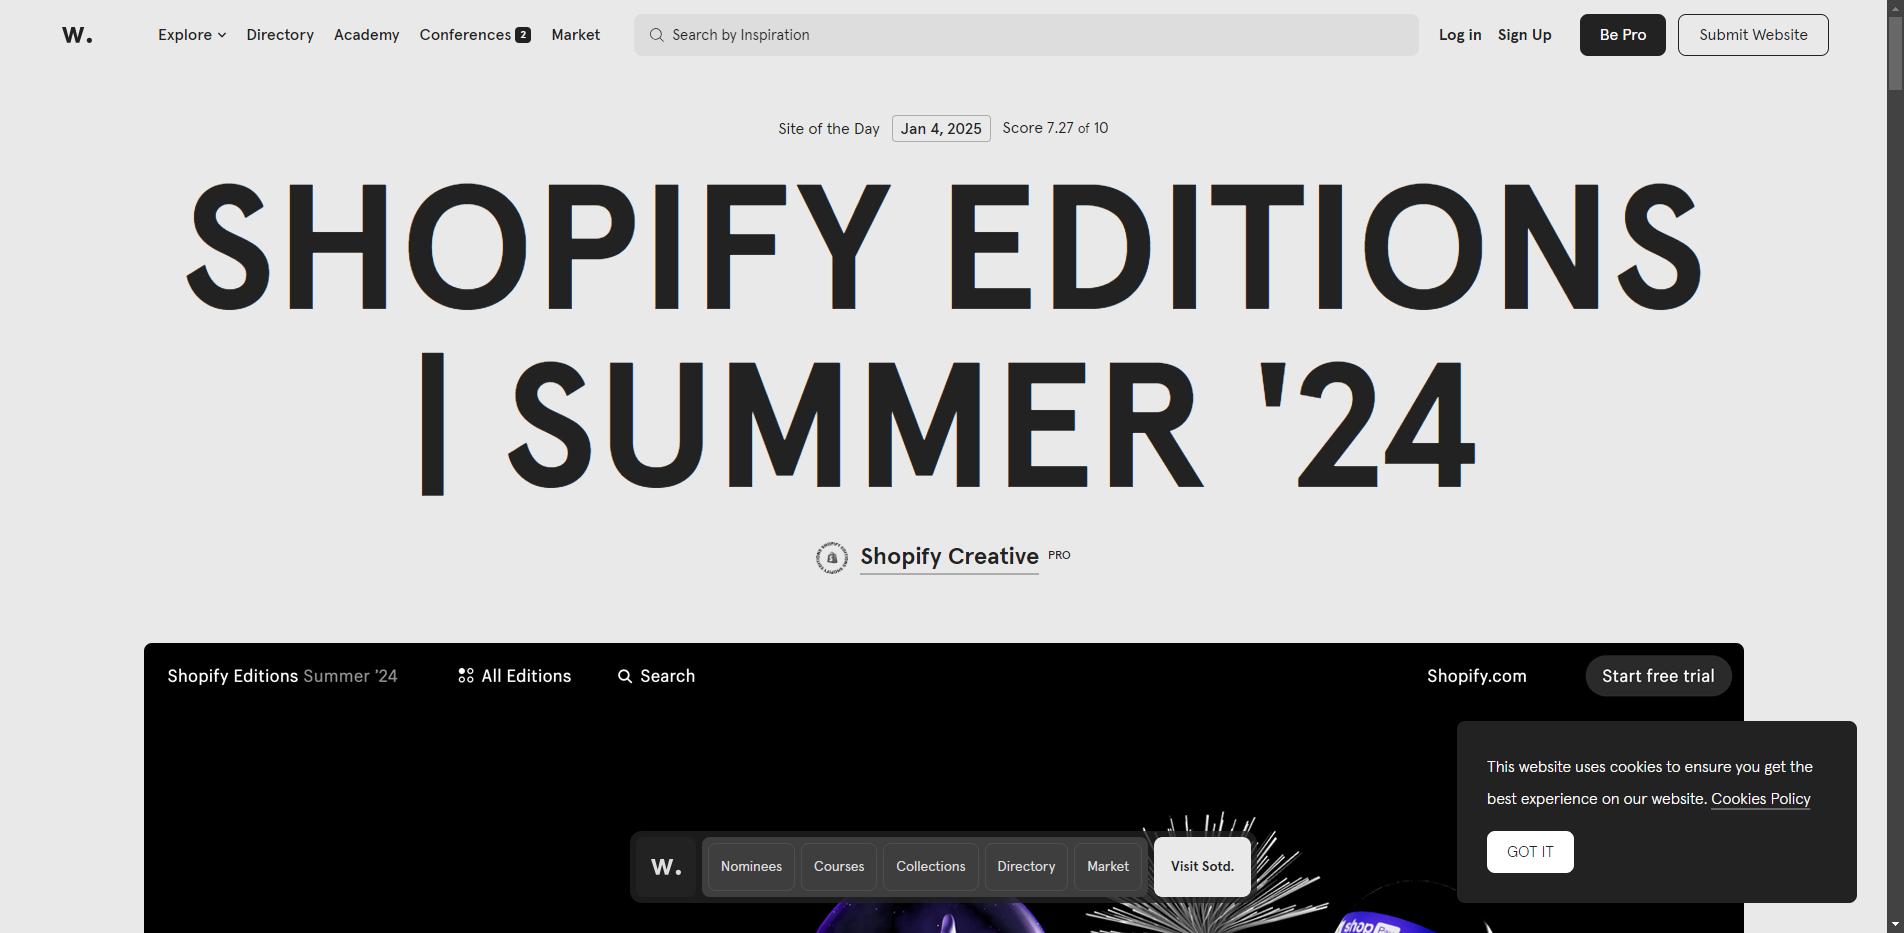 W.
Explore
Directory
Academy
Conferences 2
Market
Search by Inspiration
Log in
Sign Up
Be Pro
Submit Website
Site of the Day
Jan 4, 2025
Score 7.27 of 10
SHOPIFY EDITIONS
| SUMMER '24
Shopify Creative PRO
Shopify Editions Summer ’24
All Editions
Search
Shopify.com
Start free trial
This website uses cookies to ensure you get the
best experience on our website. Cookies Policy
GOT IT
W.
Nominees
Courses
Collections
Directory
Market
Visit Sotd.
shop